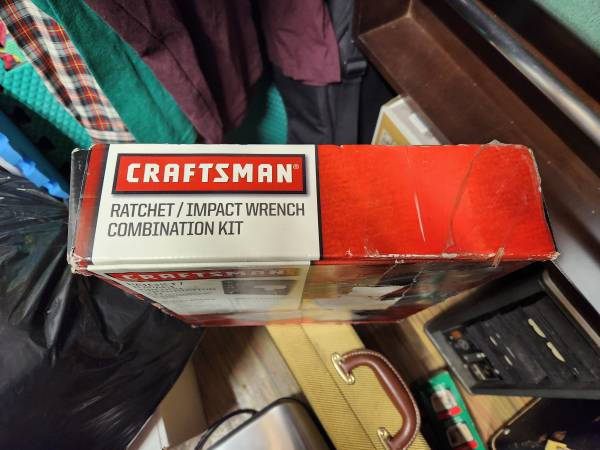 CRAFTSMAN®
RATCHET / IMPACT WRENCH
COMBINATION KIT
CRAFTSMAN